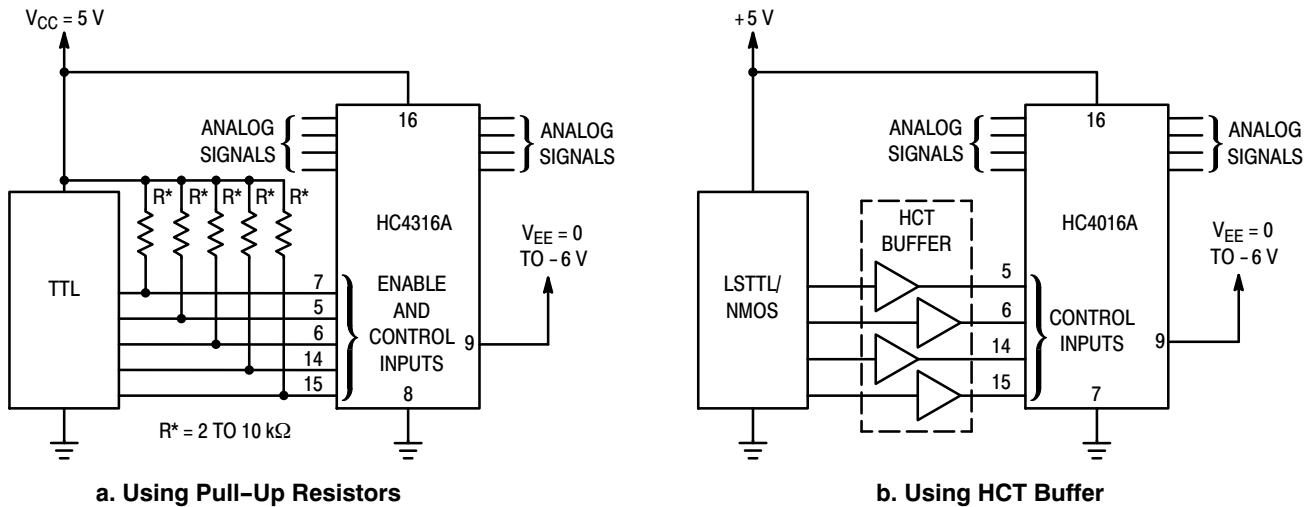 VCC = 5 V
ANALOG
SIGNALS
16
ANALOG
SIGNALS
R* R* R* R* R*
HC4316A
VEE = 0
TO −6 V
TTL
7
5
6
14
15
ENABLE
AND
CONTROL
INPUTS
9
8
R* = 2 TO 10 kΩ
a. Using Pull−Up Resistors
+5 V
ANALOG
SIGNALS
16
ANALOG
SIGNALS
HCT
BUFFER
HC4016A
VEE = 0
TO −6 V
LSTTL/
NMOS
5
6
14
15
CONTROL
INPUTS
9
7
b. Using HCT Buffer